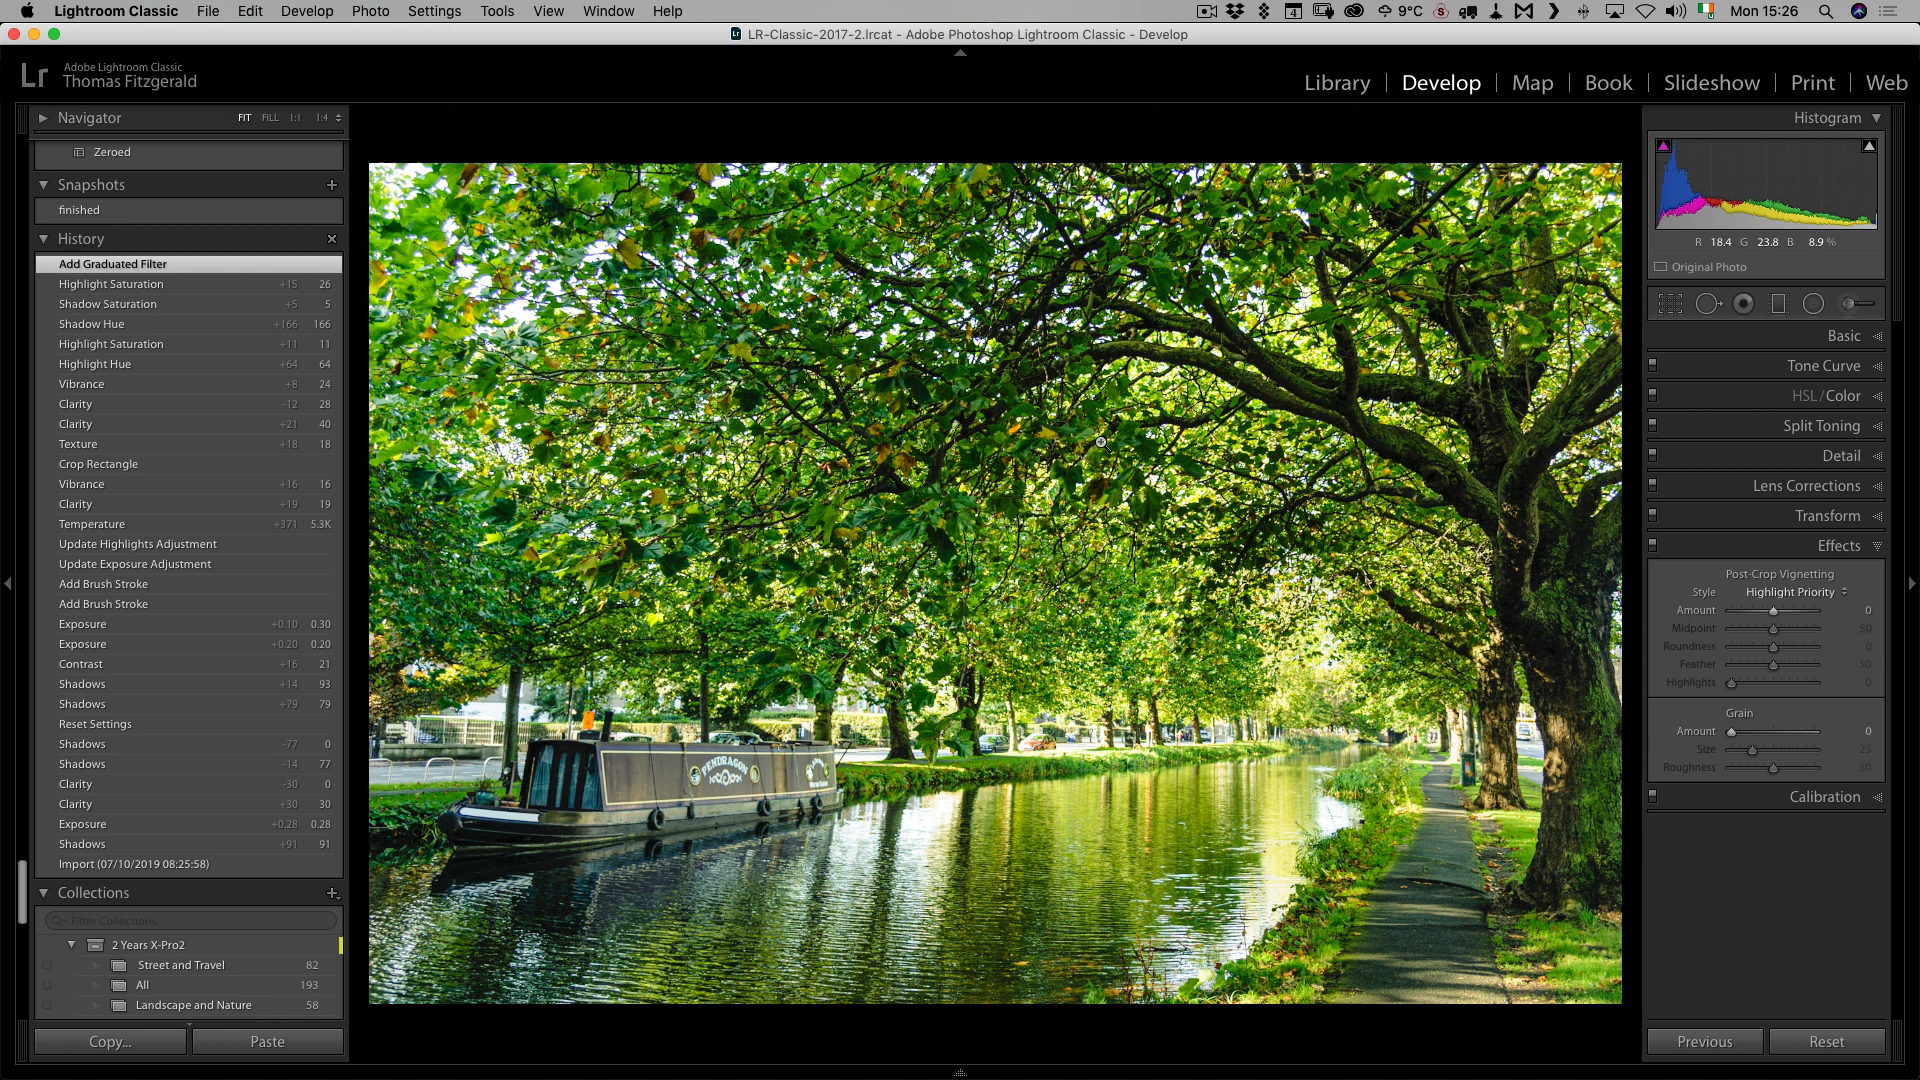 Lightroom Classic File Edit Develop Photo Settings Tools View Window Help 4 9°C S Mon 15:26
Lr LR-Classic-2017-2.lrcat - Adobe Photoshop Lightroom Classic - Develop
Lr Adobe Lightroom Classic
Thomas Fitzgerald
Library Develop Map Book Slideshow Print Web
Navigator FIT FILL 1:1 1:4
Zeroed
Snapshots +
finished
History
Add Graduated Filter
Highlight Saturation +15 26
Shadow Saturation +5 5
Shadow Hue +166 166
Highlight Saturation +11 11
Highlight Hue +64 64
Vibrance +8 24
Clarity -12 28
Clarity +21 40
Texture +18 18
Crop Rectangle
Vibrance +16 16
Clarity +19 19
Temperature +371 5.3K
Update Highlights Adjustment
Update Exposure Adjustment
Add Brush Stroke
Add Brush Stroke
Exposure +0.10 0.30
Exposure +0.20 0.20
Contrast +16 21
Shadows +14 93
Shadows +79 79
Reset Settings
Shadows -77 0
Shadows -14 77
Clarity -30 0
Clarity +30 30
Exposure +0.28 0.28
Shadows +91 91
Import (07/10/2019 08:25:58)
Collections +
Filter Collections
2 Years X-Pro2
Street and Travel 82
All 193
Landscape and Nature 58
Copy... Paste
PENDRAGON
Histogram
R 18.4 G 23.8 B 8.9 %
Original Photo
Basic
Tone Curve
HSL / Color
Split Toning
Detail
Lens Corrections
Transform
Effects
Post-Crop Vignetting
Style Highlight Priority
Amount 0
Midpoint 50
Roundness 0
Feather 50
Highlights 0
Grain
Amount 0
Size 25
Roughness 50
Calibration
Previous Reset